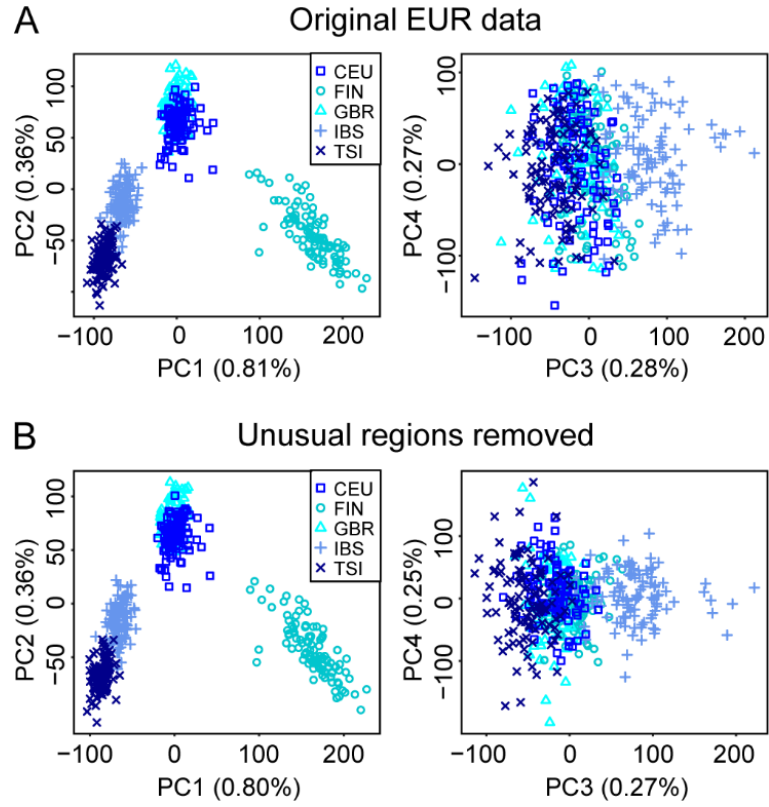 A
Original EUR data
CEU
FIN
GBR
IBS
TSI
100
50
0
−50
PC2 (0.36%)
−100
0
100
200
PC1 (0.81%)
100
0
−100
PC4 (0.27%)
−100
0
100
200
PC3 (0.28%)
B
Unusual regions removed
CEU
FIN
GBR
IBS
TSI
100
50
0
−50
PC2 (0.36%)
−100
0
100
200
PC1 (0.80%)
100
0
−100
PC4 (0.25%)
−100
0
100
200
PC3 (0.27%)